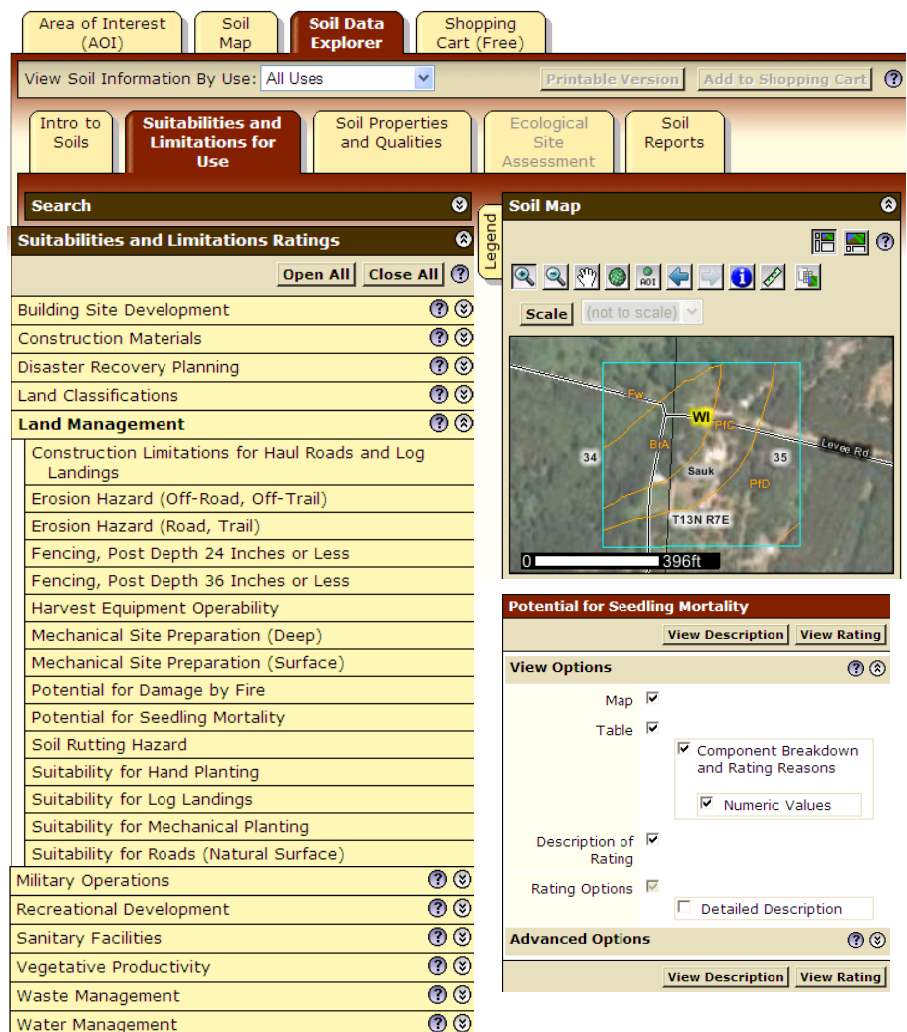 Area of Interest
(AOI)
Soil
Map
Soil Data
Explorer
Shopping
Cart (Free)
View Soil Information By Use: All Uses
Printable Version
Add to Shopping Cart
?
Intro to
Soils
Suitabilities and
Limitations for
Use
Soil Properties
and Qualities
Ecological
Site
Assessment
Soil
Reports
Search
Suitabilities and Limitations Ratings
Open All Close All ?
Building Site Development ?
Construction Materials ?
Disaster Recovery Planning ?
Land Classifications ?
Land Management ?
Construction Limitations for Haul Roads and Log
Landings
Erosion Hazard (Off-Road, Off-Trail)
Erosion Hazard (Road, Trail)
Fencing, Post Depth 24 Inches or Less
Fencing, Post Depth 36 Inches or Less
Harvest Equipment Operability
Mechanical Site Preparation (Deep)
Mechanical Site Preparation (Surface)
Potential for Damage by Fire
Potential for Seedling Mortality
Soil Rutting Hazard
Suitability for Hand Planting
Suitability for Log Landings
Suitability for Mechanical Planting
Suitability for Roads (Natural Surface)
Military Operations ?
Recreational Development ?
Sanitary Facilities ?
Vegetative Productivity ?
Waste Management ?
Water Management ?
Legend
Soil Map
?
AOI
i
Scale (not to scale)
Fw
WI
PfC
BrA
Levee Rd
34
35
Sauk
PfD
T13N R7E
0 396ft
Potential for Seedling Mortality
View Description View Rating
View Options ?
Map
Table
Component Breakdown
and Rating Reasons
Numeric Values
Description of
Rating
Rating Options
Detailed Description
Advanced Options ?
View Description View Rating